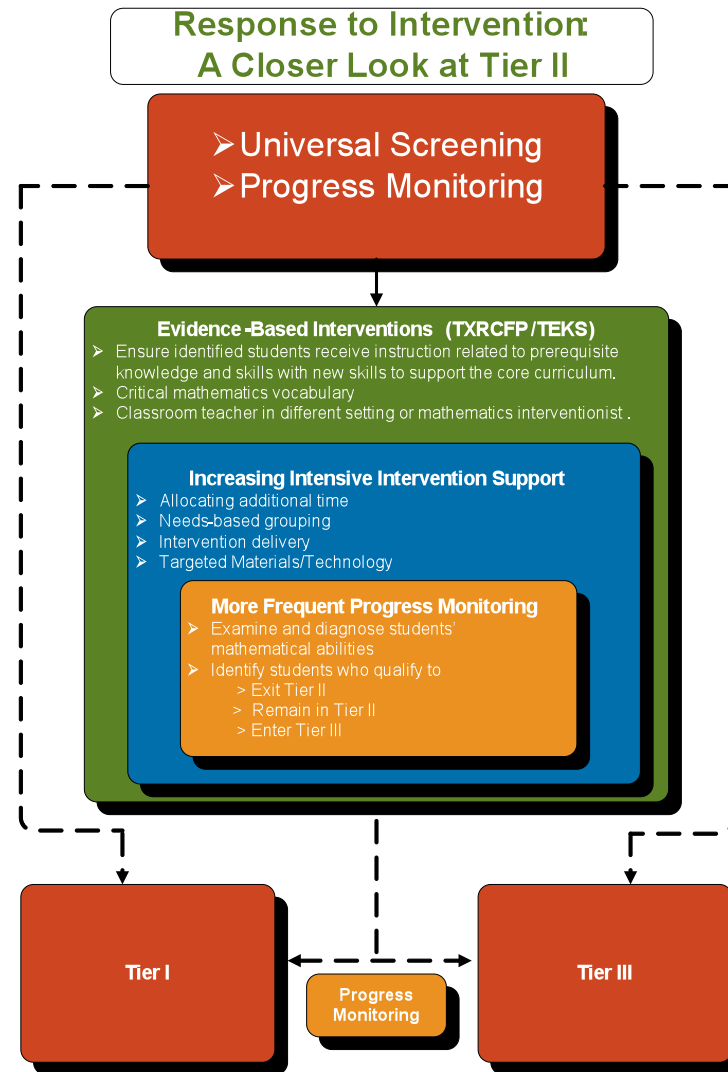 Response to Intervention:
A Closer Look at Tier II
➢Universal Screening
➢Progress Monitoring
Evidence-Based Interventions (TXRCFP/TEKS)
➢ Ensure identified students receive instruction related to prerequisite
knowledge and skills with new skills to support the core curriculum.
➢ Critical mathematics vocabulary
➢ Classroom teacher in different setting or mathematics interventionist.
Increasing Intensive Intervention Support
➢ Allocating additional time
➢ Needs-based grouping
➢ Intervention delivery
➢ Targeted Materials/Technology
More Frequent Progress Monitoring
➢ Examine and diagnose students'
mathematical abilities
➢ Identify students who qualify to
> Exit Tier II
> Remain in Tier II
> Enter Tier III
Tier I
Tier III
Progress
Monitoring